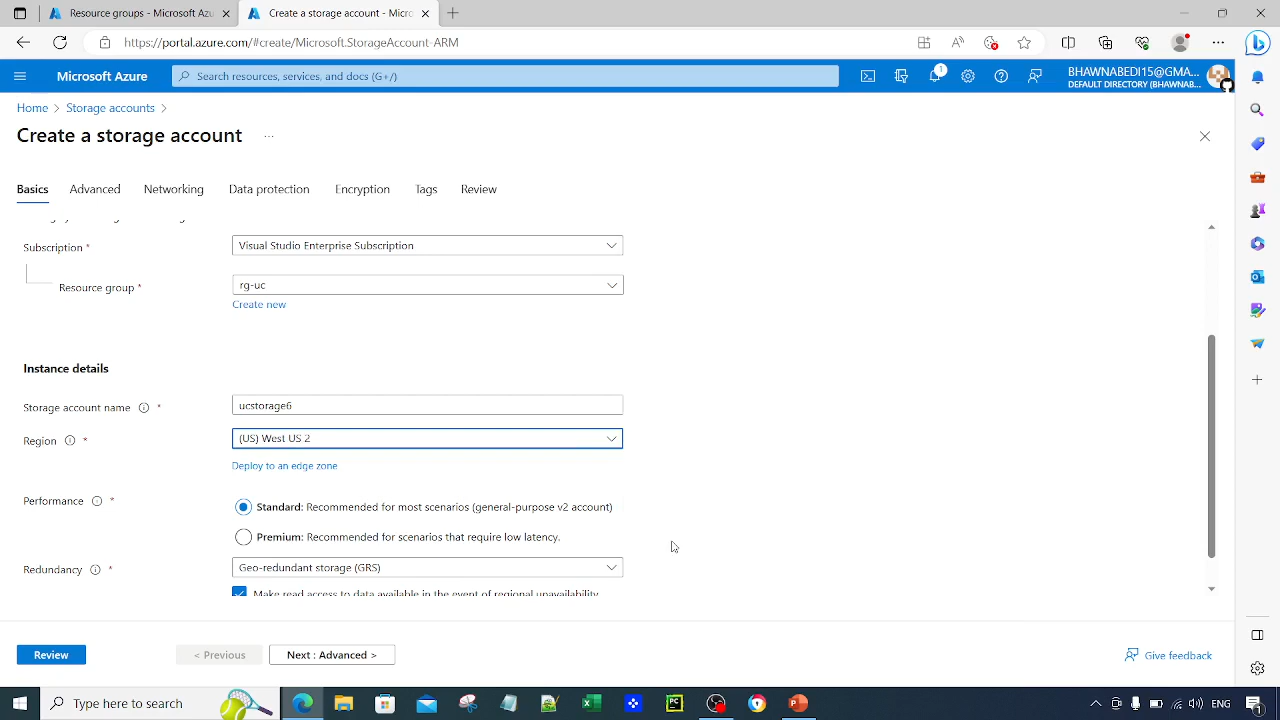 Resource groups - Microsoft Azu
Create a storage account - Micro
https://portal.azure.com/#create/Microsoft.StorageAccount-ARM
Microsoft Azure
Search resources, services, and docs (G+/)
1
BHAWNABEDI15@GMA...
DEFAULT DIRECTORY (BHAWNAB...
Home > Storage accounts >
Create a storage account
...
Basics
Advanced
Networking
Data protection
Encryption
Tags
Review
Subscription *
Visual Studio Enterprise Subscription
Resource group *
rg-uc
Create new
Instance details
Storage account name *
ucstorage6
Region *
(US) West US 2
Deploy to an edge zone
Performance *
Standard: Recommended for most scenarios (general-purpose v2 account)
Premium: Recommended for scenarios that require low latency.
Redundancy *
Geo-redundant storage (GRS)
Make read access to data available in the event of regional unavailability
Review
< Previous
Next : Advanced >
Give feedback
Type here to search
ENG